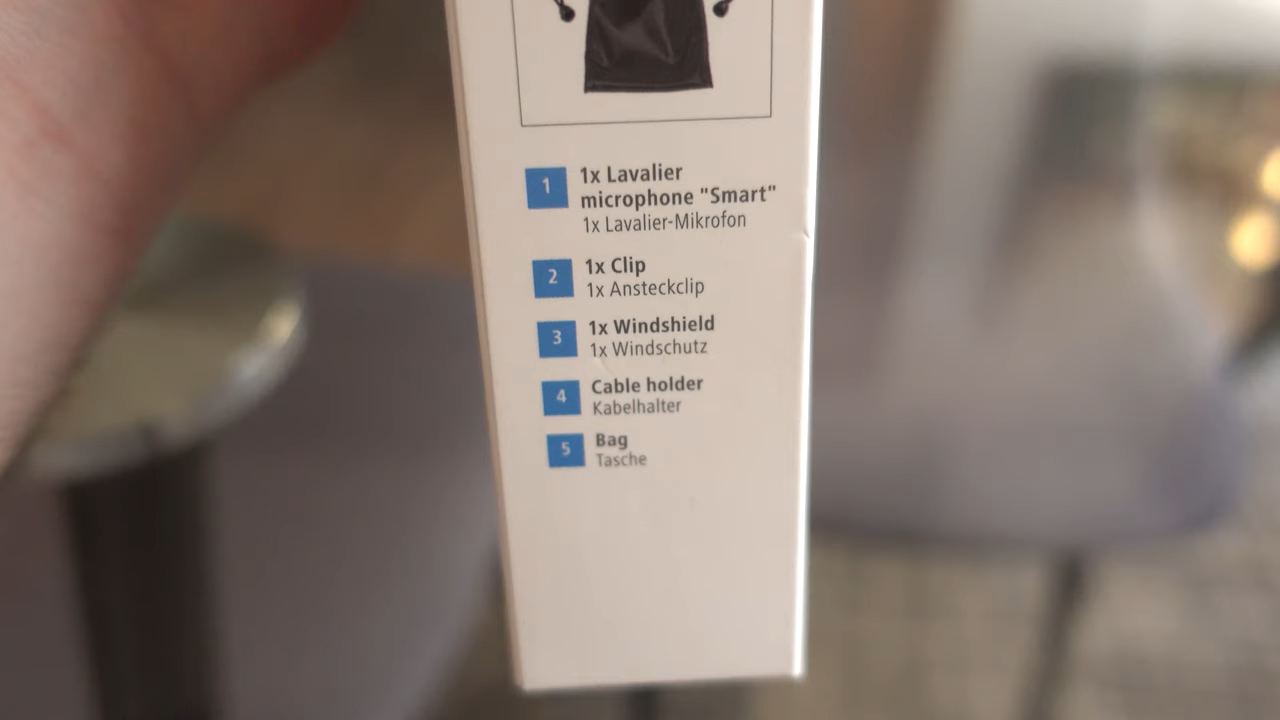 1
1x Lavalier
microphone "Smart"
1x Lavalier-Mikrofon
2
1x Clip
1x Ansteckclip
3
1x Windshield
1x Windschutz
4
Cable holder
Kabelhalter
5
Bag
Tasche